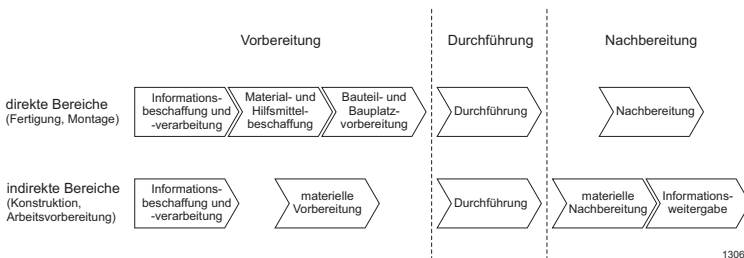 Vorbereitung
Durchführung
Nachbereitung
direkte Bereiche
(Fertigung, Montage)
Informations-
beschaffung und
-verarbeitung
Material- und
Hilfsmittel-
beschaffung
Bauteil- und
Bauplatz-
vorbereitung
Durchführung
Nachbereitung
indirekte Bereiche
(Konstruktion,
Arbeitsvorbereitung)
Informations-
beschaffung und
-verarbeitung
materielle
Vorbereitung
Durchführung
materielle
Nachbereitung
Informations-
weitergabe
1306